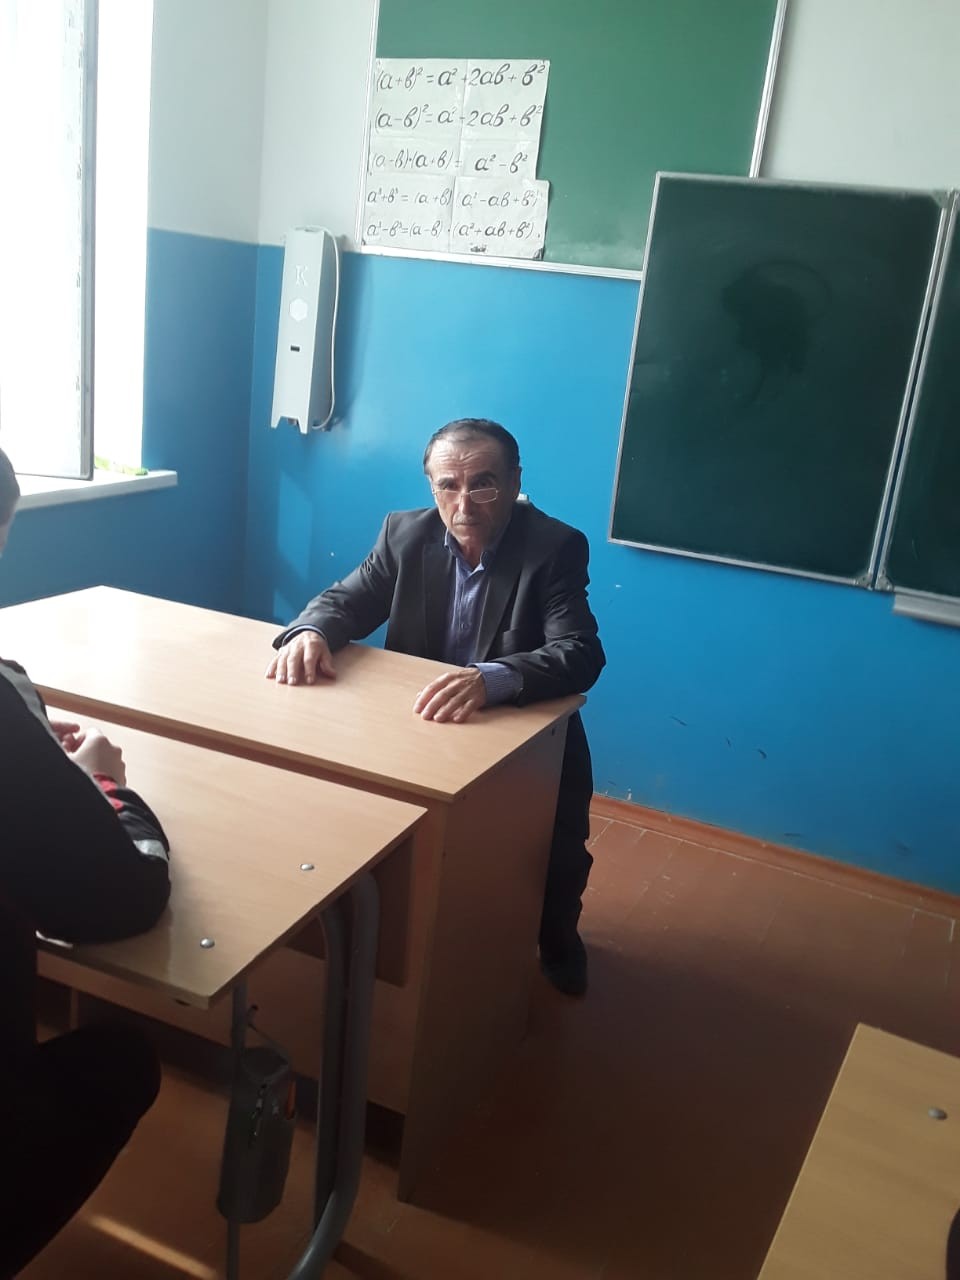 (a+b)² = a² + 2ab + b²
(a-b)² = a² - 2ab + b²
(a-b)·(a+b) = a² - b²
a³+b³ = (a+b) (a² - ab + b²)
a³-b³ = (a-b)·(a² + ab + b²).
K